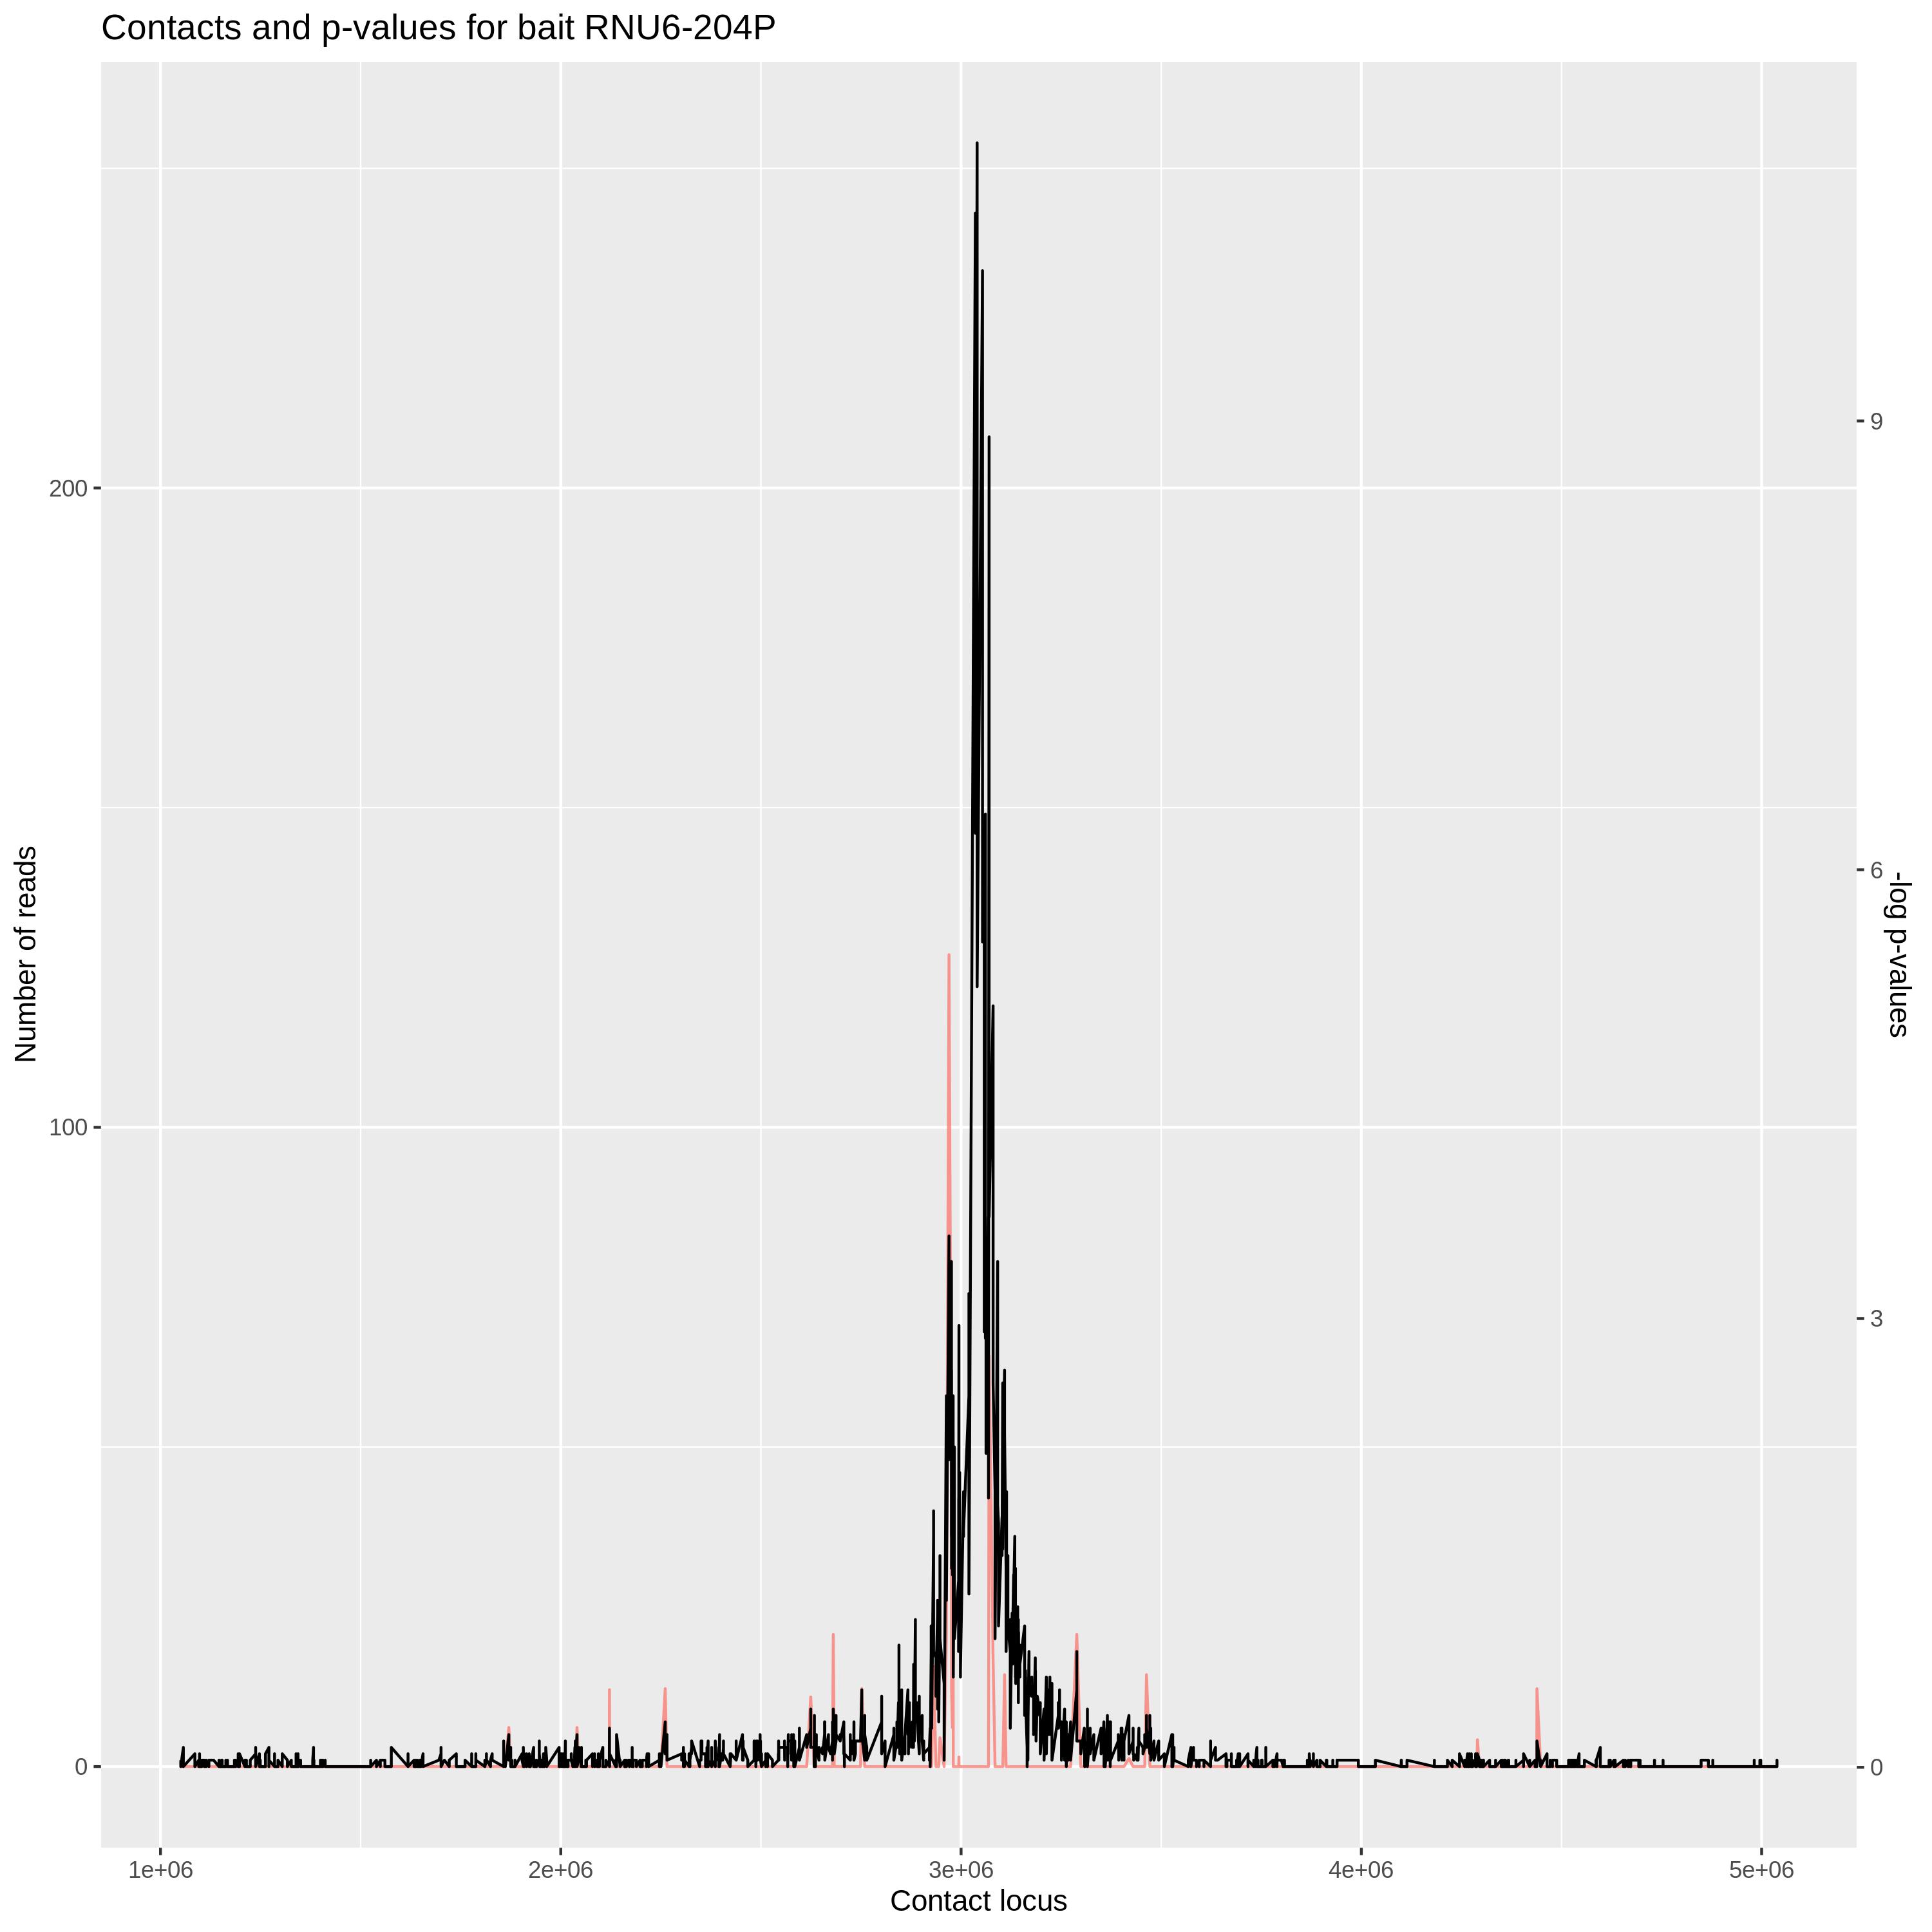 Contacts and p-values for bait RNU6-204P
Number of reads
200
100
0
9
6
3
0
-log p-values
1e+06
2e+06
3e+06
4e+06
5e+06
Contact locus